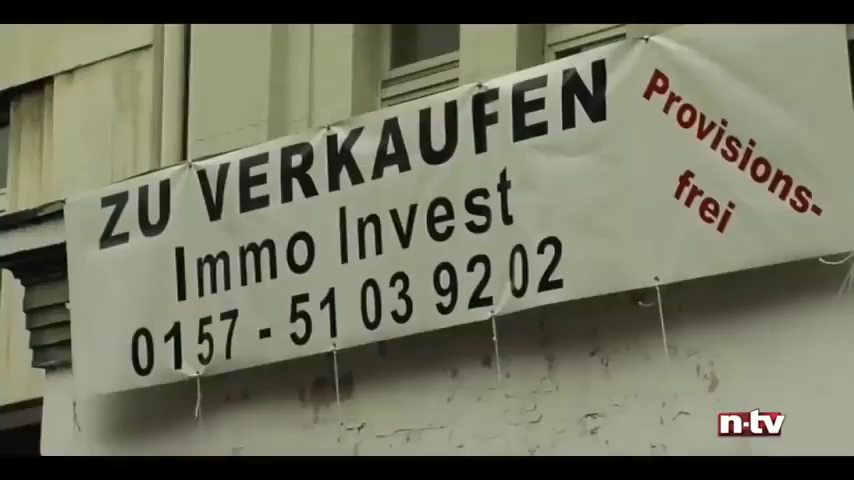 ZU VERKAUFEN
Immo Invest
0157 - 51 03 92 02
Provisions-
frei
n-tv